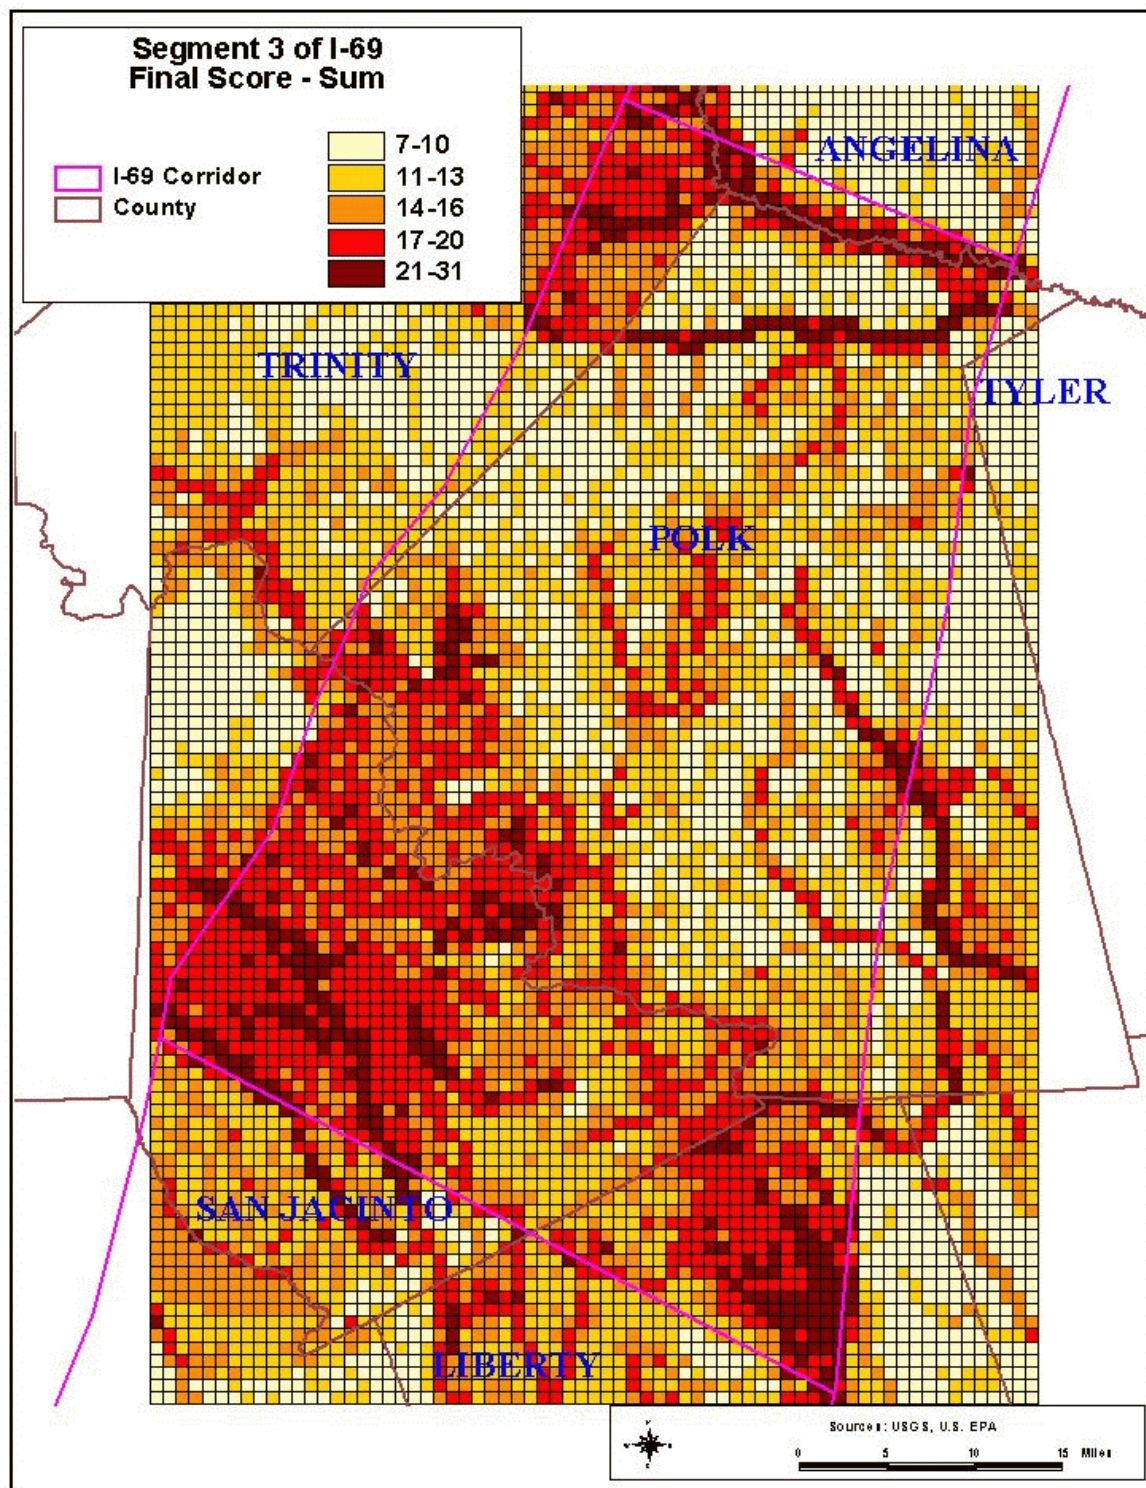 Segment 3 of I-69
Final Score - Sum
I-69 Corridor
County
7-10
11-13
14-16
17-20
21-31
ANGELINA
TRINITY
TYLER
POLK
SAN JACINTO
LIBERTY
Sources: USGS, U.S. EPA
0 5 10 15 Miles